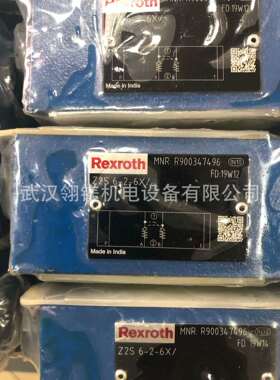 Made in India
Rexroth
MNR R900347496
FD 19W12
Z2S 6-2-6X/
Made in India
武汉翎锋机电设备有限公司
Rexroth
MNR R900347496
FD 19W14
Z2S 6-2-6X/